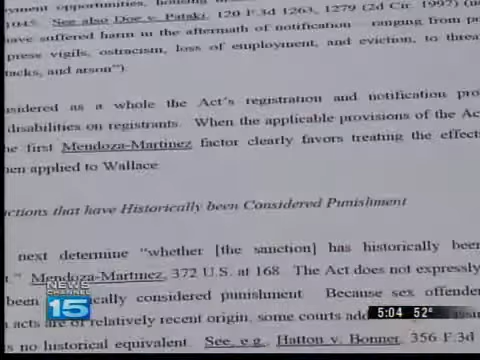 yment opportunities, housing
1045. See also Doe v. Pataki, 120 F.3d 1263, 1279 (2d Cir. 1997)
have suffered harm in the aftermath of notification ranging from
press vigils, ostracism, loss of employment, and eviction, to
tacks, and arson").
nsidered as a whole the Act's registration and notification pro
disabilities on registrants. When the applicable provisions of the Ac
he first Mendoza-Martinez factor clearly favors treating the effects
hen applied to Wallace
nctions that have Historically been Considered Punishment
next determine "whether [the sanction] has historically been
t." Mendoza-Martinez, 372 U.S. at 168. The Act does not expressly
been ically considered punishment Because sex offender
n acts are of relatively recent origin, some courts
is no historical equivalent. See, e.g., Hatton v. Bonner, 356 F.3d
NEWS
CHANNEL
15
5:04 52°